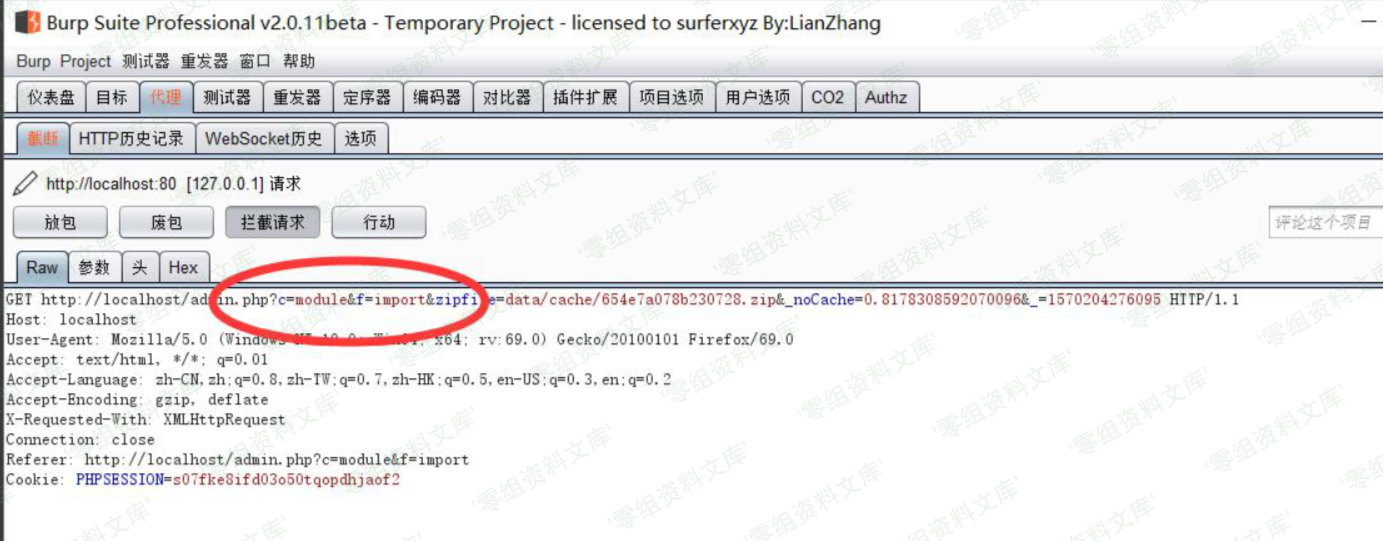 Burp Suite Professional v2.0.11beta - Temporary Project - licensed to surferxyz By:LianZhang
Burp Project 测试器 重发器 窗口 帮助
仪表盘 目标 代理 测试器 重发器 定序器 编码器 对比器 插件扩展 项目选项 用户选项 CO2 Authz
截断 HTTP历史记录 WebSocket历史 选项
http://localhost:80 [127.0.0.1] 请求
放包 废包 拦截请求 行动 评论这个项目
Raw 参数 头 Hex
GET http://localhost/admin.php?c=module&f=import&zipfile=data/cache/654e7a078b230728.zip&_noCache=0.8178308592070096&_=1570204276095 HTTP/1.1
Host: localhost
User-Agent: Mozilla/5.0 (Windows NT 10.0; Win64; x64; rv:69.0) Gecko/20100101 Firefox/69.0
Accept: text/html, */*; q=0.01
Accept-Language: zh-CN,zh;q=0.8,zh-TW;q=0.7,zh-HK;q=0.5,en-US;q=0.3,en;q=0.2
Accept-Encoding: gzip, deflate
X-Requested-With: XMLHttpRequest
Connection: close
Referer: http://localhost/admin.php?c=module&f=import
Cookie: PHPSESSION=s07fke8ifd03o50tqopdhjaof2
'零组资料文库'